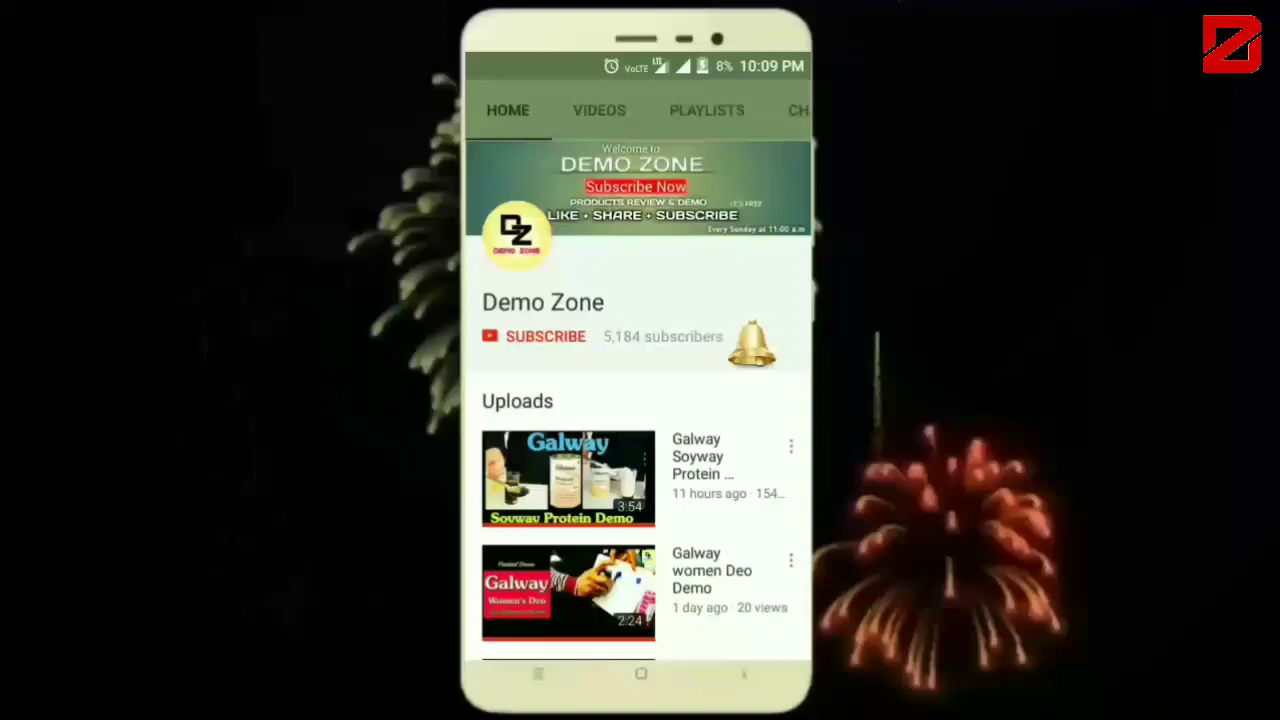 VoLTE LTE 8% 10:09 PM
HOME VIDEOS PLAYLISTS CH
Welcome to
DEMO ZONE
Subscribe Now
PRODUCTS REVIEW & DEMO IT'S FREE
LIKE + SHARE + SUBSCRIBE
Every Sunday at 11:00 a.m
DZ
DEMO ZONE
Demo Zone
SUBSCRIBE 5,184 subscribers
Uploads
Galway
3:54
Soyway Protein Demo
Galway
Soyway
Protein ...
11 hours ago · 154...
Galway
Women's Deo
2:24
Galway
women Deo
Demo
1 day ago · 20 views